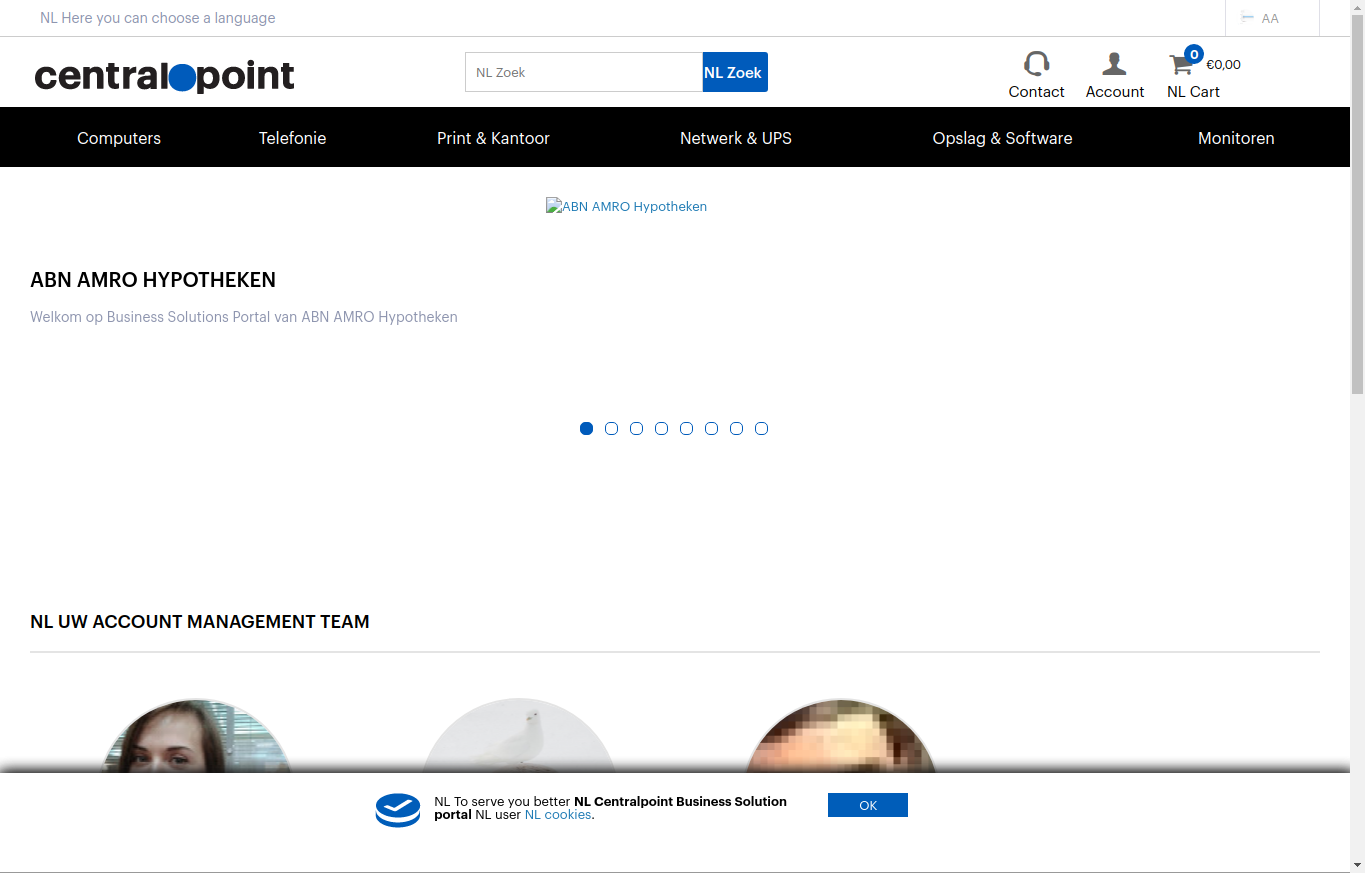 NL Here you can choose a language
AA
centralpoint
NL Zoek
NL Zoek
0
€0,00
Contact
Account
NL Cart
Computers
Telefonie
Print & Kantoor
Netwerk & UPS
Opslag & Software
Monitoren
ABN AMRO Hypotheken
ABN AMRO HYPOTHEKEN
Welkom op Business Solutions Portal van ABN AMRO Hypotheken
NL UW ACCOUNT MANAGEMENT TEAM
NL To serve you better NL Centralpoint Business Solution
portal NL user NL cookies.
OK